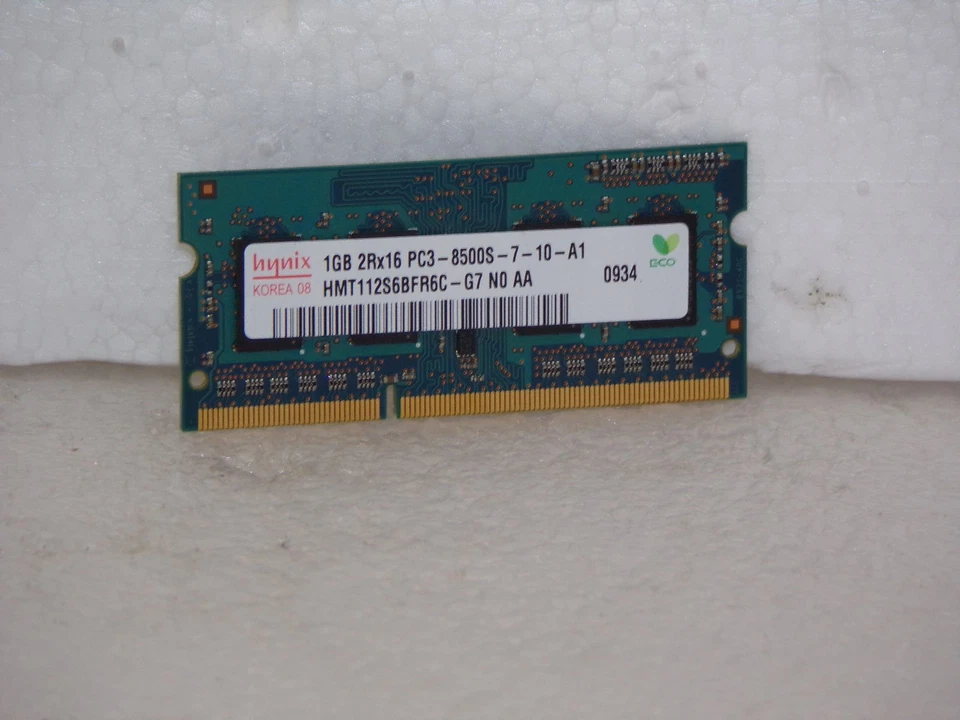 hynix
KOREA 08
1GB 2Rx16 PC3-8500S-7-10-A1
HMT112S6BFR6C-G7 N0 AA
0934
ECO